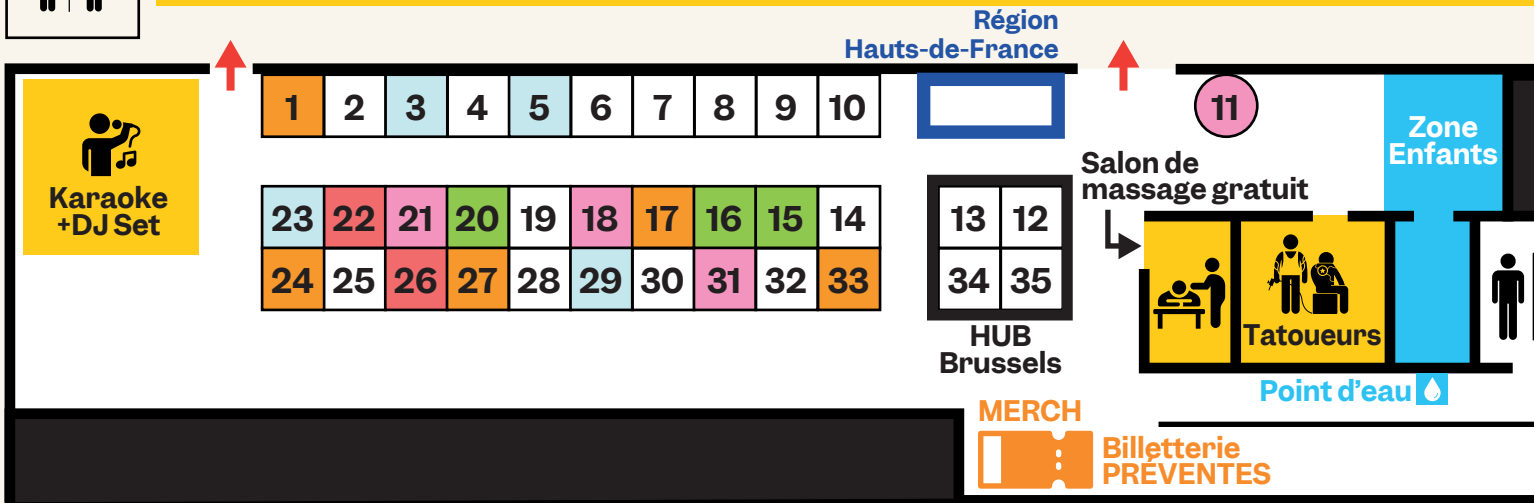 Région
Hauts-de-France
1 2 3 4 5 6 7 8 9 10
11
Zone
Enfants
Karaoke
+DJ Set
Salon de
massage gratuit
23 22 21 20 19 18 17 16 15 14
13 12
24 25 26 27 28 29 30 31 32 33
34 35
HUB
Brussels
Tatoueurs
Point d'eau
MERCH
Billetterie
PRÉVENTES